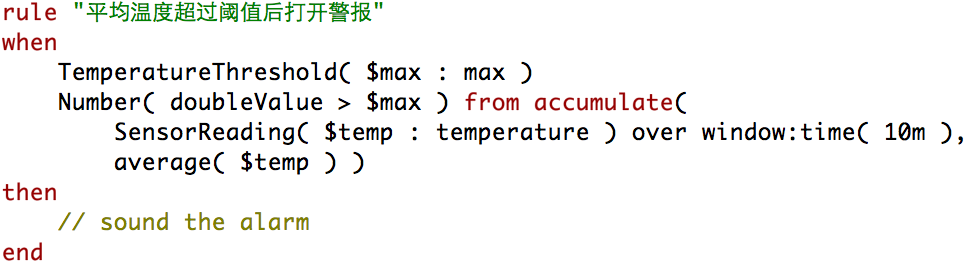 rule "平均温度超过阈值后打开警报"
when
    TemperatureThreshold( $max : max )
    Number( doubleValue > $max ) from accumulate(
        SensorReading( $temp : temperature ) over window:time( 10m ),
        average( $temp ) )
then
    // sound the alarm
end